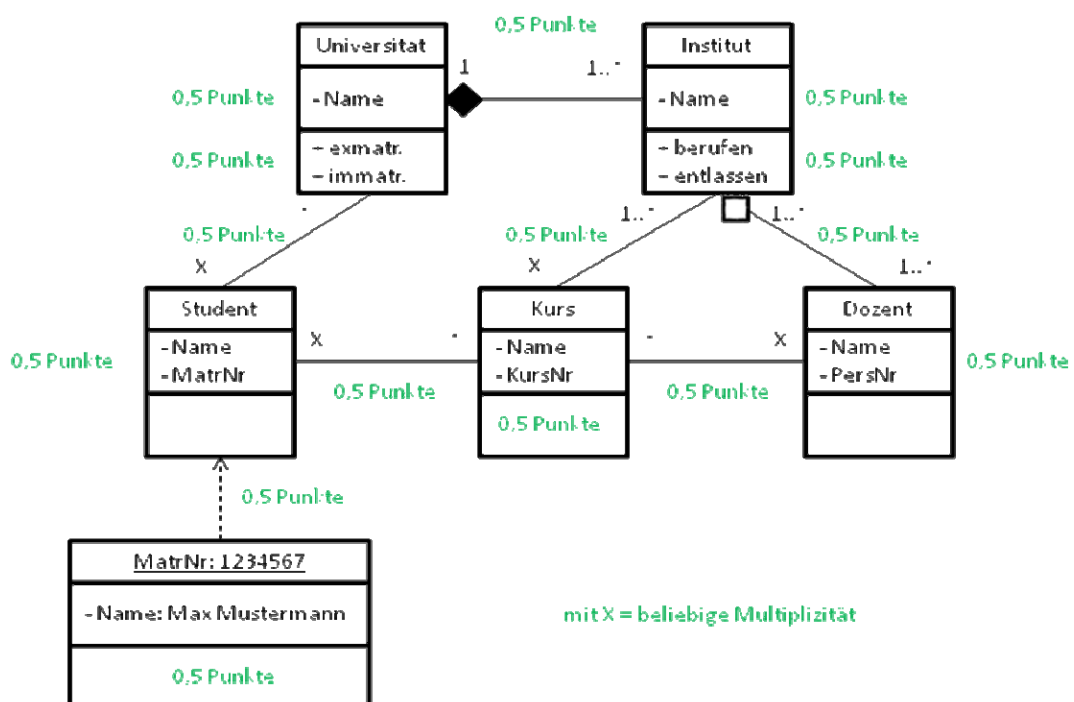 0,5 Punkte
Universitat
Institut
1
1..*
0,5 Punkte
- Name
- Name
0,5 Punkte
0,5 Punkte
- exmatr.
- immatr.
- berufen
- entlassen
0,5 Punkte
*
1..*
1..*
0,5 Punkte
0,5 Punkte
0,5 Punkte
X
X
1..*
Student
Kurs
Dozent
0,5 Punkte
- Name
- MatrNr
X
*
- Name
- KursNr
*
X
- Name
- PersNr
0,5 Punkte
0,5 Punkte
0,5 Punkte
0,5 Punkte
0,5 Punkte
MatrNr: 1234567
- Name: Max Mustermann
mit X = beliebige Multiplizität
0,5 Punkte